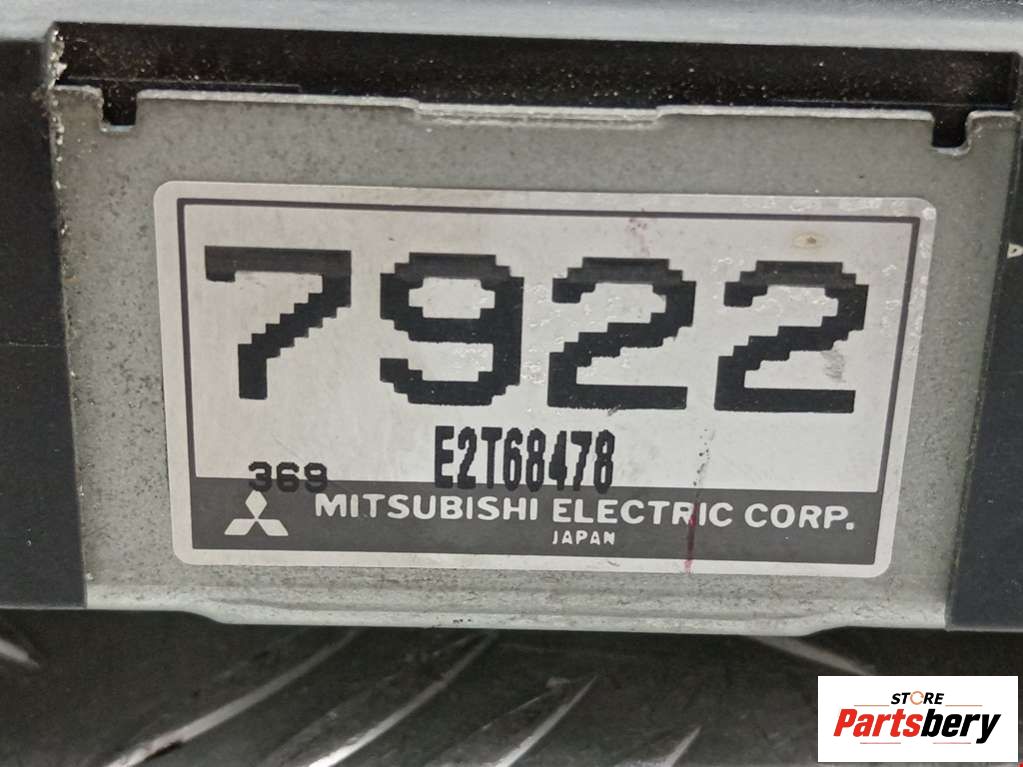 7922
E2T68478
369
MITSUBISHI ELECTRIC CORP.
JAPAN
STORE
Partsbery